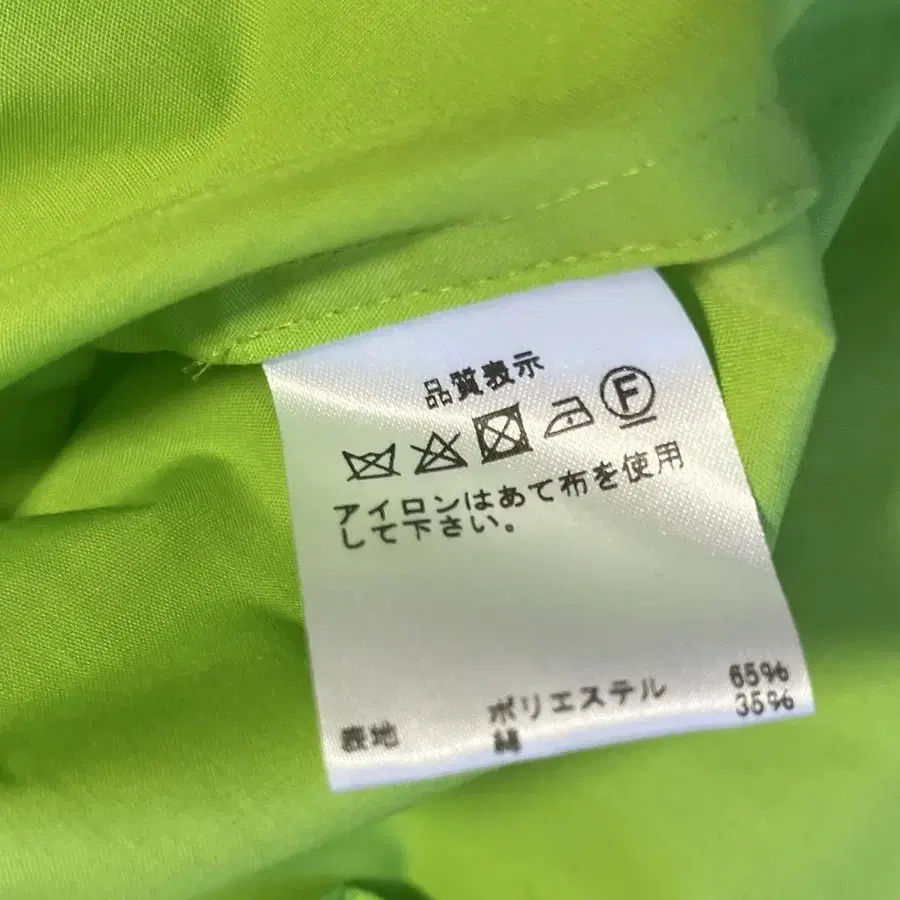 品質表示
F
アイロンはあて布を使用
して下さい。
表地 ポリエステル 65%
綿 35%